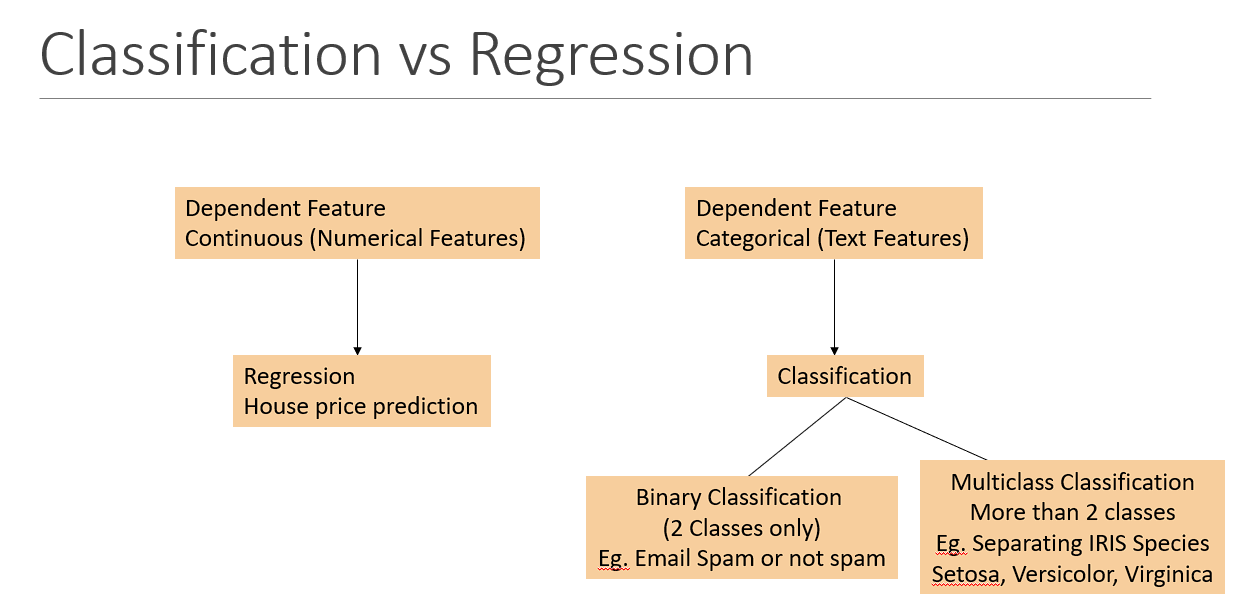 Classification vs Regression
Dependent Feature
Continuous (Numerical Features)
Dependent Feature
Categorical (Text Features)
Regression
House price prediction
Classification
Binary Classification
(2 Classes only)
Eg. Email Spam or not spam
Multiclass Classification
More than 2 classes
Eg. Separating IRIS Species
Setosa, Versicolor, Virginica